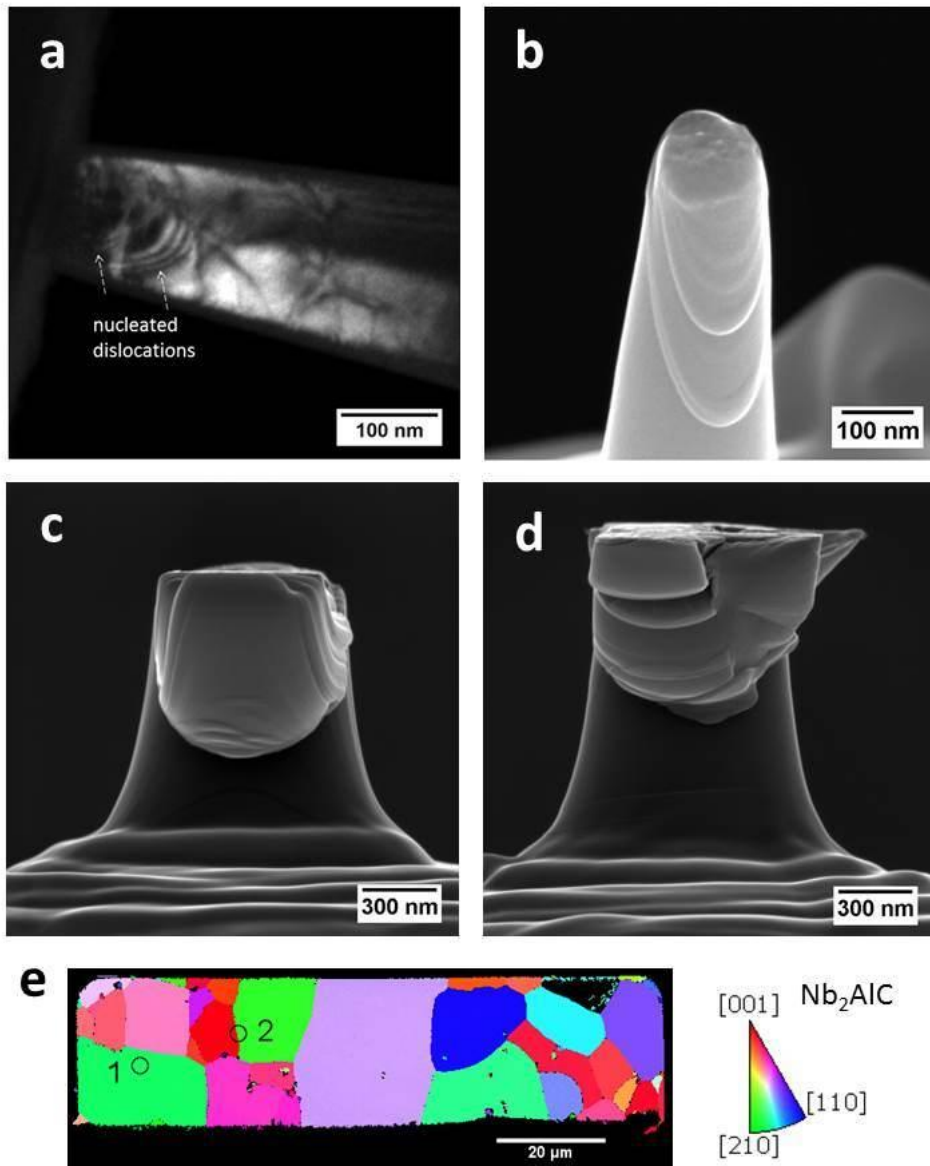 a
nucleated
dislocations
100 nm
b
100 nm
c
300 nm
d
300 nm
e
1
2
20 µm
Nb₂AlC
[001]
[110]
[210]